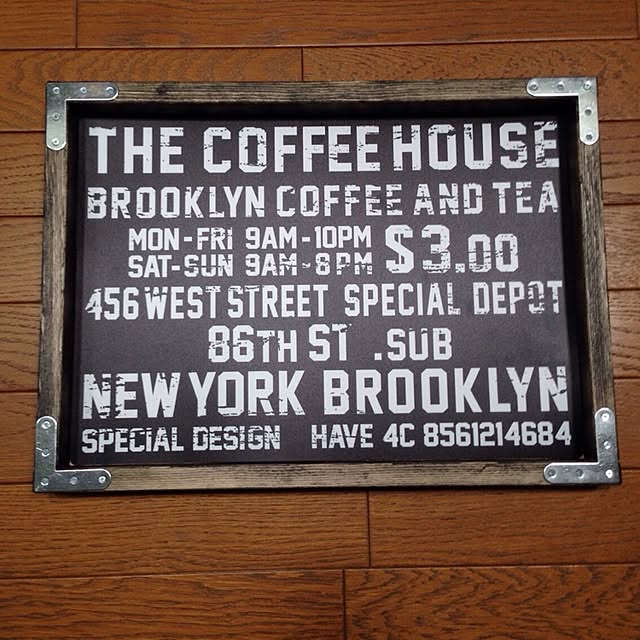 THE COFFEE HOUSE
BROOKLYN COFFEE AND TEA
MON-FRI 9AM-10PM
SAT-SUN 9AM-8PM
$3.00
456 WEST STREET SPECIAL DEPOT
86TH ST .SUB
NEW YORK BROOKLYN
SPECIAL DESIGN HAVE 4C 8561214684